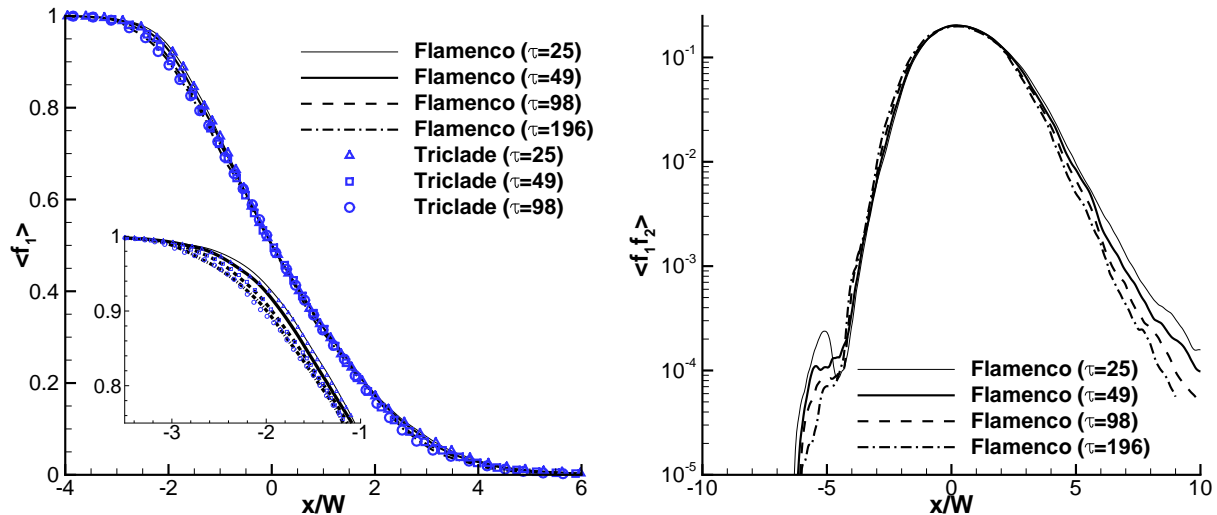 1
0.8
0.6
0.4
0.2
0
<f₁>
Flamenco (τ=25)
Flamenco (τ=49)
Flamenco (τ=98)
Flamenco (τ=196)
Triclade (τ=25)
Triclade (τ=49)
Triclade (τ=98)
1
0.9
0.8
-3 -2 -1
-4 -2 0 2 4 6
x/W
10⁻¹
10⁻²
10⁻³
10⁻⁴
10⁻⁵
<f₁f₂>
Flamenco (τ=25)
Flamenco (τ=49)
Flamenco (τ=98)
Flamenco (τ=196)
-10 -5 0 5 10
x/W